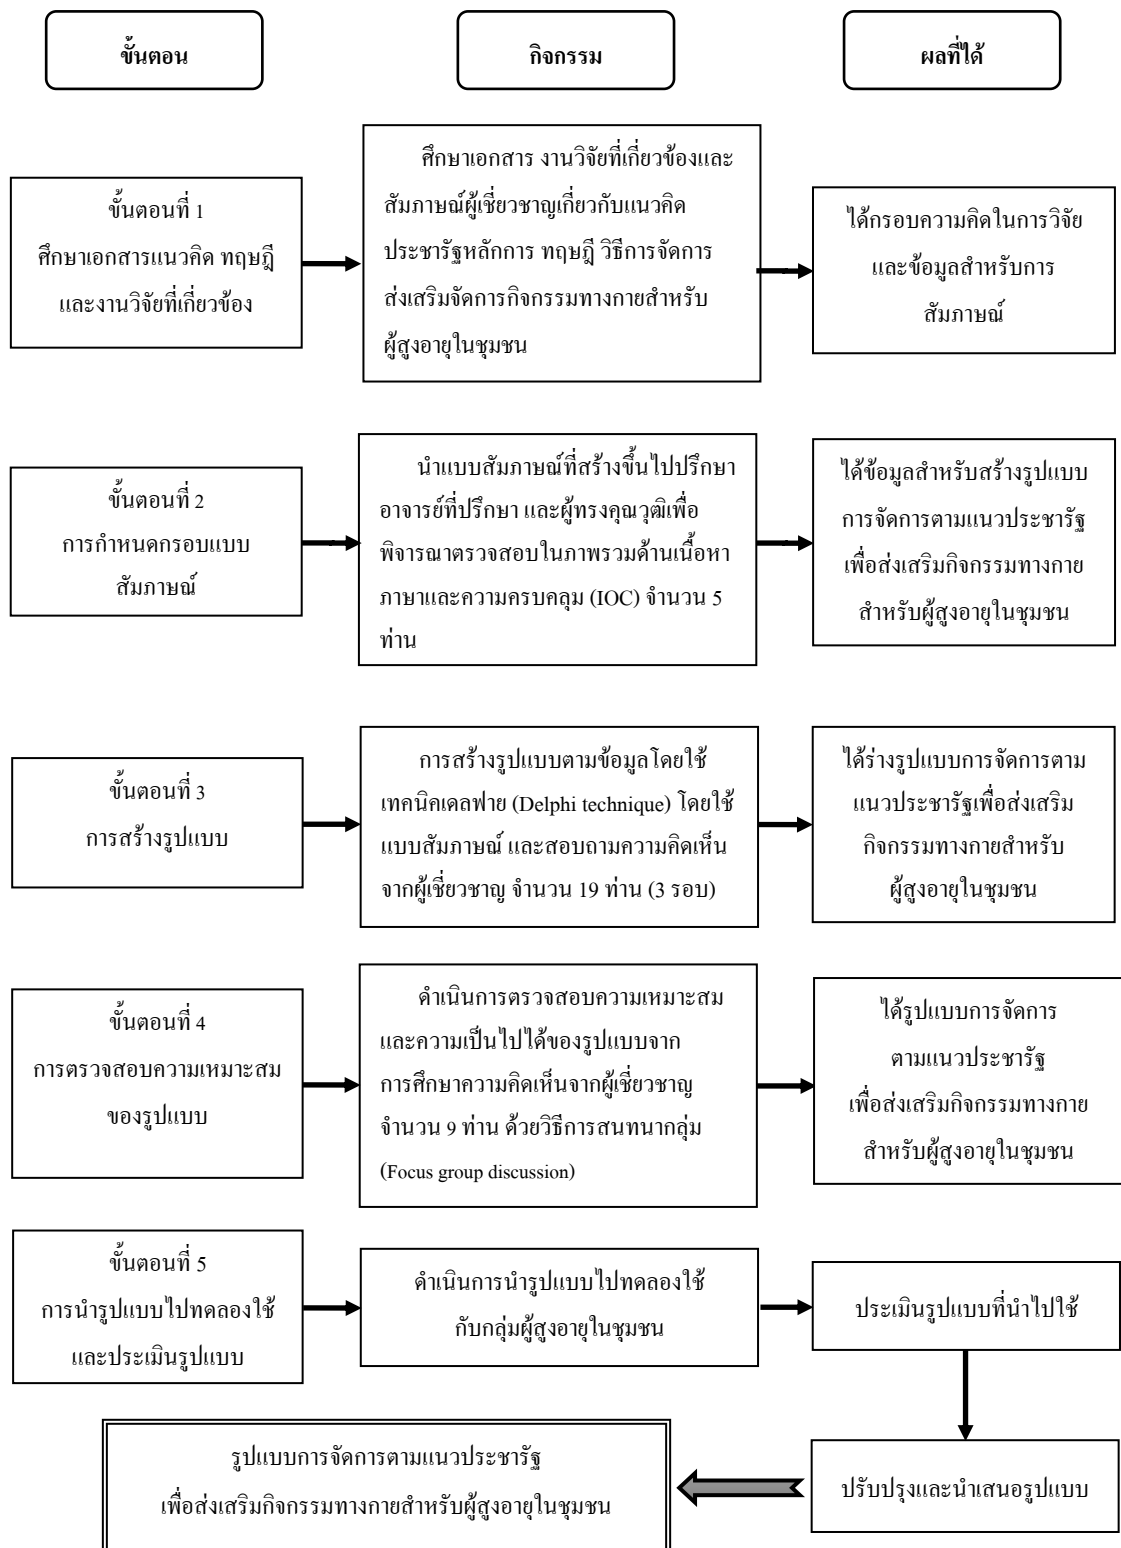 ขั้นตอน
กิจกรรม
ผลที่ได้
ขั้นตอนที่ 1
ศึกษาเอกสารแนวคิด ทฤษฎี
และงานวิจัยที่เกี่ยวข้อง
ศึกษาเอกสาร งานวิจัยที่เกี่ยวข้องและ
สัมภาษณ์ผู้เชี่ยวชาญเกี่ยวกับแนวคิด
ประชารัฐหลักการ ทฤษฎี วิธีการจัดการ
ส่งเสริมจัดการกิจกรรมทางกายสำหรับ
ผู้สูงอายุในชุมชน
ได้กรอบความคิดในการวิจัย
และข้อมูลสำหรับการ
สัมภาษณ์
ขั้นตอนที่ 2
การกำหนดกรอบแบบ
สัมภาษณ์
นำแบบสัมภาษณ์ที่สร้างขึ้นไปปรึกษา
อาจารย์ที่ปรึกษา และผู้ทรงคุณวุฒิเพื่อ
พิจารณาตรวจสอบในภาพรวมด้านเนื้อหา
ภาษาและความครบคลุม (IOC) จำนวน 5
ท่าน
ได้ข้อมูลสำหรับสร้างรูปแบบ
การจัดการตามแนวประชารัฐ
เพื่อส่งเสริมกิจกรรมทางกาย
สำหรับผู้สูงอายุในชุมชน
ขั้นตอนที่ 3
การสร้างรูปแบบ
การสร้างรูปแบบตามข้อมูลโดยใช้
เทคนิคเดลฟาย (Delphi technique) โดยใช้
แบบสัมภาษณ์ และสอบถามความคิดเห็น
จากผู้เชี่ยวชาญ จำนวน 19 ท่าน (3 รอบ)
ได้ร่างรูปแบบการจัดการตาม
แนวประชารัฐเพื่อส่งเสริม
กิจกรรมทางกายสำหรับ
ผู้สูงอายุในชุมชน
ขั้นตอนที่ 4
การตรวจสอบความเหมาะสม
ของรูปแบบ
ดำเนินการตรวจสอบความเหมาะสม
และความเป็นไปได้ของรูปแบบจาก
การศึกษาความคิดเห็นจากผู้เชี่ยวชาญ
จำนวน 9 ท่าน ด้วยวิธีการสนทนากลุ่ม
(Focus group discussion)
ได้รูปแบบการจัดการ
ตามแนวประชารัฐ
เพื่อส่งเสริมกิจกรรมทางกาย
สำหรับผู้สูงอายุในชุมชน
ขั้นตอนที่ 5
การนำรูปแบบไปทดลองใช้
และประเมินรูปแบบ
ดำเนินการนำรูปแบบไปทดลองใช้
กับกลุ่มผู้สูงอายุในชุมชน
ประเมินรูปแบบที่นำไปใช้
ปรับปรุงและนำเสนอรูปแบบ
รูปแบบการจัดการตามแนวประชารัฐ
เพื่อส่งเสริมกิจกรรมทางกายสำหรับผู้สูงอายุในชุมชน